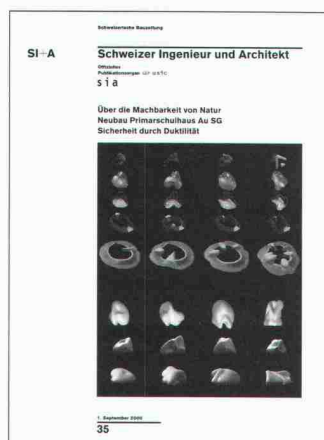 Schweizerische Bauzeitung
SI+A
Schweizer Ingenieur und Architekt
Offizielles
Publikationsorgan
sia
Über die Machbarkeit von Natur
Neubau Primarschulhaus Au SG
Sicherheit durch Duktilität
1. September 2000
35